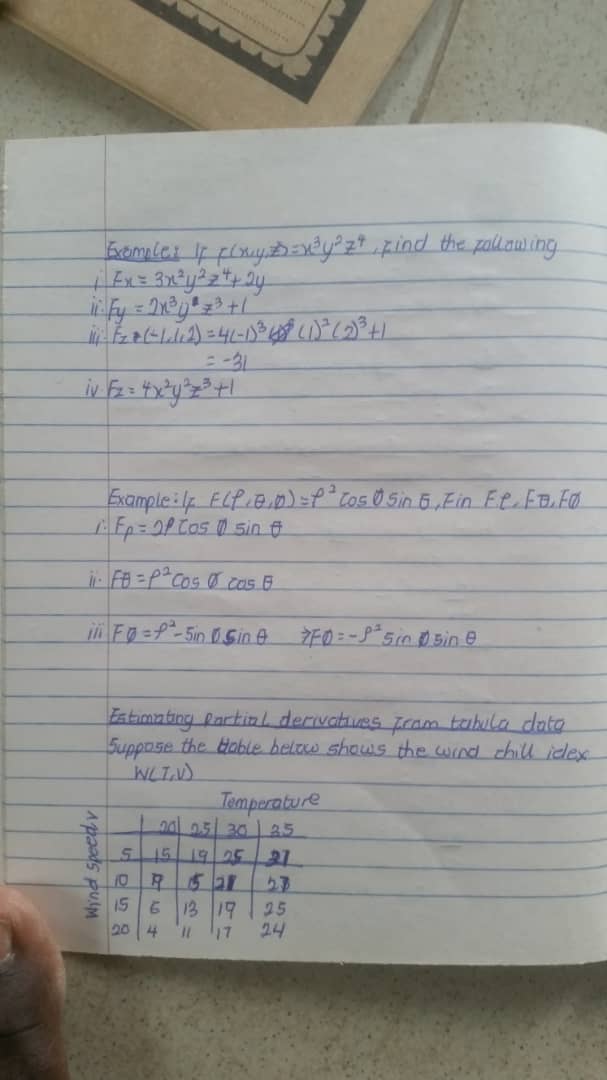 Example: If F(x,y,z)=x³y²z⁴, find the following
i Fx = 3x²y²z⁴+2y
ii. Fy = 2x³y z³+1
iii. Fz (-1,1,2) = 4(-1)³ (1)²(2)³+1
= -31
iv Fz = 4x³y²z³+1
Example: If F(ρ,θ,Ø)=ρ² Cos Ø Sin θ, Fin Fρ, Fθ, FØ
i. Fρ = 2ρ Cos Ø Sin θ
ii. Fθ = ρ² Cos Ø cos θ
iii FØ = ρ² - Sin Ø Sin θ ⇒ FØ = -ρ² sin Ø sin θ
Estimating Partial derivatives from tabula data
Suppose the table below shows the wind chill idex
W(T,V)
Temperature
Wind Speed v
20 25 30 35
5 15 19 25
10 15
15 6 13 19 25
20 4 11 17 24